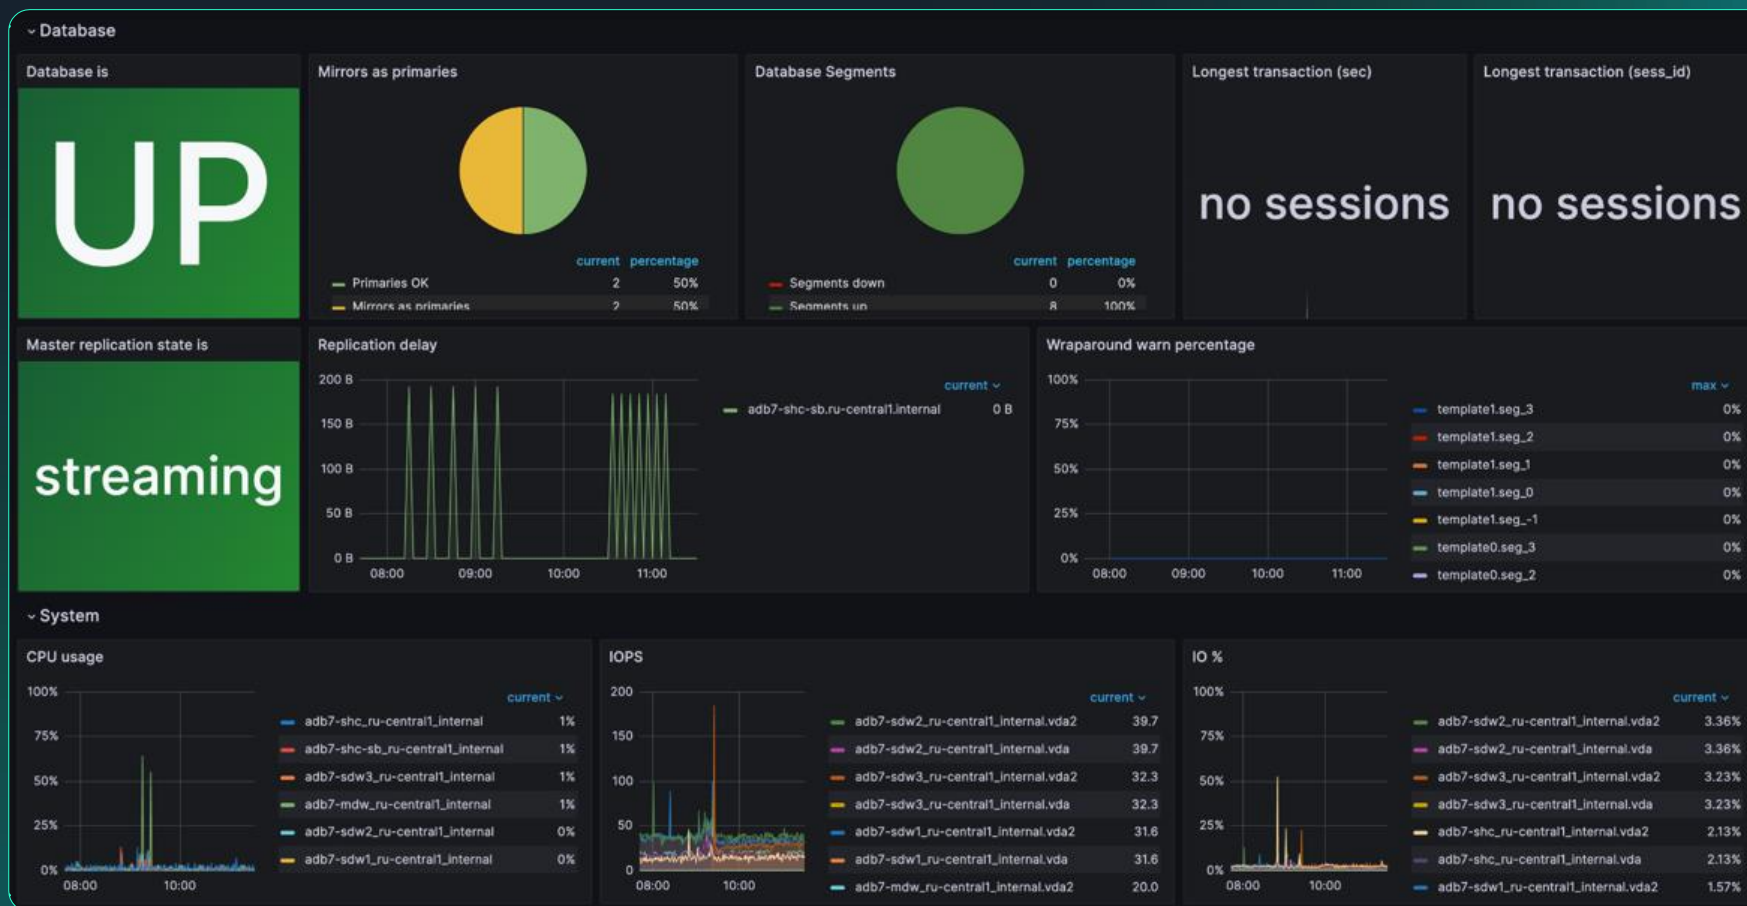 Database
Database is
UP
Mirrors as primaries
current percentage
Primaries OK 2 50%
Mirrors as primaries 2 50%
Database Segments
current percentage
Segments down 0 0%
Segments up 8 100%
Longest transaction (sec)
no sessions
Longest transaction (sess_id)
no sessions
Master replication state is
streaming
Replication delay
200 B
150 B
100 B
50 B
0 B
08:00 09:00 10:00 11:00
current
adb7-shc-sb.ru-central1.internal 0 B
Wraparound warn percentage
100%
75%
50%
25%
0%
08:00 09:00 10:00 11:00
max
template1.seg_3 0%
template1.seg_2 0%
template1.seg_1 0%
template1.seg_0 0%
template1.seg_-1 0%
template0.seg_3 0%
template0.seg_2 0%
System
CPU usage
100%
75%
50%
25%
0%
08:00 10:00
current
adb7-shc_ru-central1_internal 1%
adb7-shc-sb_ru-central1_internal 1%
adb7-sdw3_ru-central1_internal 1%
adb7-mdw_ru-central1_internal 1%
adb7-sdw2_ru-central1_internal 0%
adb7-sdw1_ru-central1_internal 0%
IOPS
200
150
100
50
0
08:00 10:00
current
adb7-sdw2_ru-central1_internal.vda2 39.7
adb7-sdw2_ru-central1_internal.vda 39.7
adb7-sdw3_ru-central1_internal.vda2 32.3
adb7-sdw3_ru-central1_internal.vda 32.3
adb7-sdw1_ru-central1_internal.vda2 31.6
adb7-sdw1_ru-central1_internal.vda 31.6
adb7-mdw_ru-central1_internal.vda2 20.0
IO %
100%
75%
50%
25%
0%
08:00 10:00
current
adb7-sdw2_ru-central1_internal.vda2 3.36%
adb7-sdw2_ru-central1_internal.vda 3.36%
adb7-sdw3_ru-central1_internal.vda2 3.23%
adb7-sdw3_ru-central1_internal.vda 3.23%
adb7-shc_ru-central1_internal.vda2 2.13%
adb7-shc_ru-central1_internal.vda 2.13%
adb7-sdw1_ru-central1_internal.vda2 1.57%